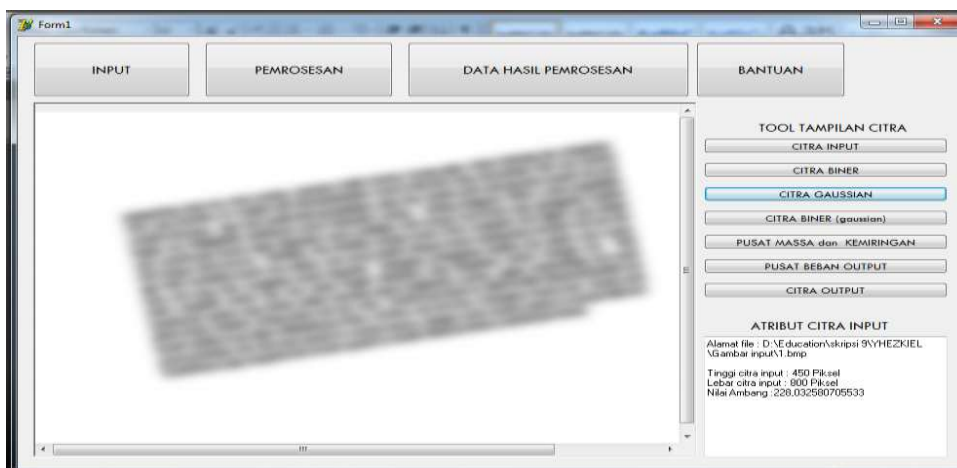 Form1
INPUT
PEMROSESAN
DATA HASIL PEMROSESAN
BANTUAN
TOOL TAMPILAN CITRA
CITRA INPUT
CITRA BINER
CITRA GAUSSIAN
CITRA BINER (gaussian)
PUSAT MASSA dan KEMIRINGAN
PUSAT BEBAN OUTPUT
CITRA OUTPUT
ATRIBUT CITRA INPUT
Alamat file : D:\Education\skripsi 9\YHEZKIEL
\Gambar input\1.bmp
Tinggi citra input : 450 Piksel
Lebar citra input : 800 Piksel
Nilai Ambang :228,032580705533